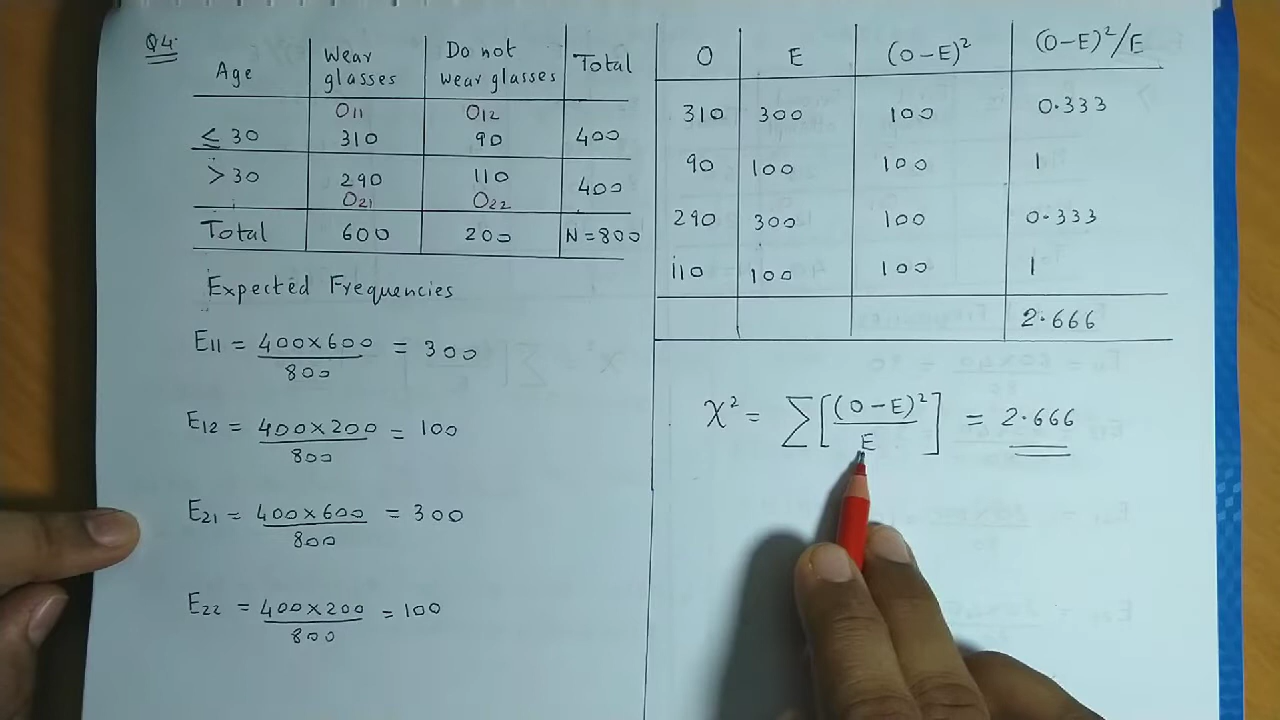 Q4.
Age | Wear glasses | Do not wear glasses | Total
≤ 30 | O11 310 | O12 90 | 400
> 30 | 290 O21 | 110 O22 | 400
Total | 600 | 200 | N = 800
Expected Frequencies
E11 = 400×600/800 = 300
E12 = 400×200/800 = 100
E21 = 400×600/800 = 300
E22 = 400×200/800 = 100
O | E | (O-E)² | (O-E)²/E
310 | 300 | 100 | 0.333
90 | 100 | 100 | 1
290 | 300 | 100 | 0.333
110 | 100 | 100 | 1
2.666
χ² = Σ[(O-E)²/E] = 2.666